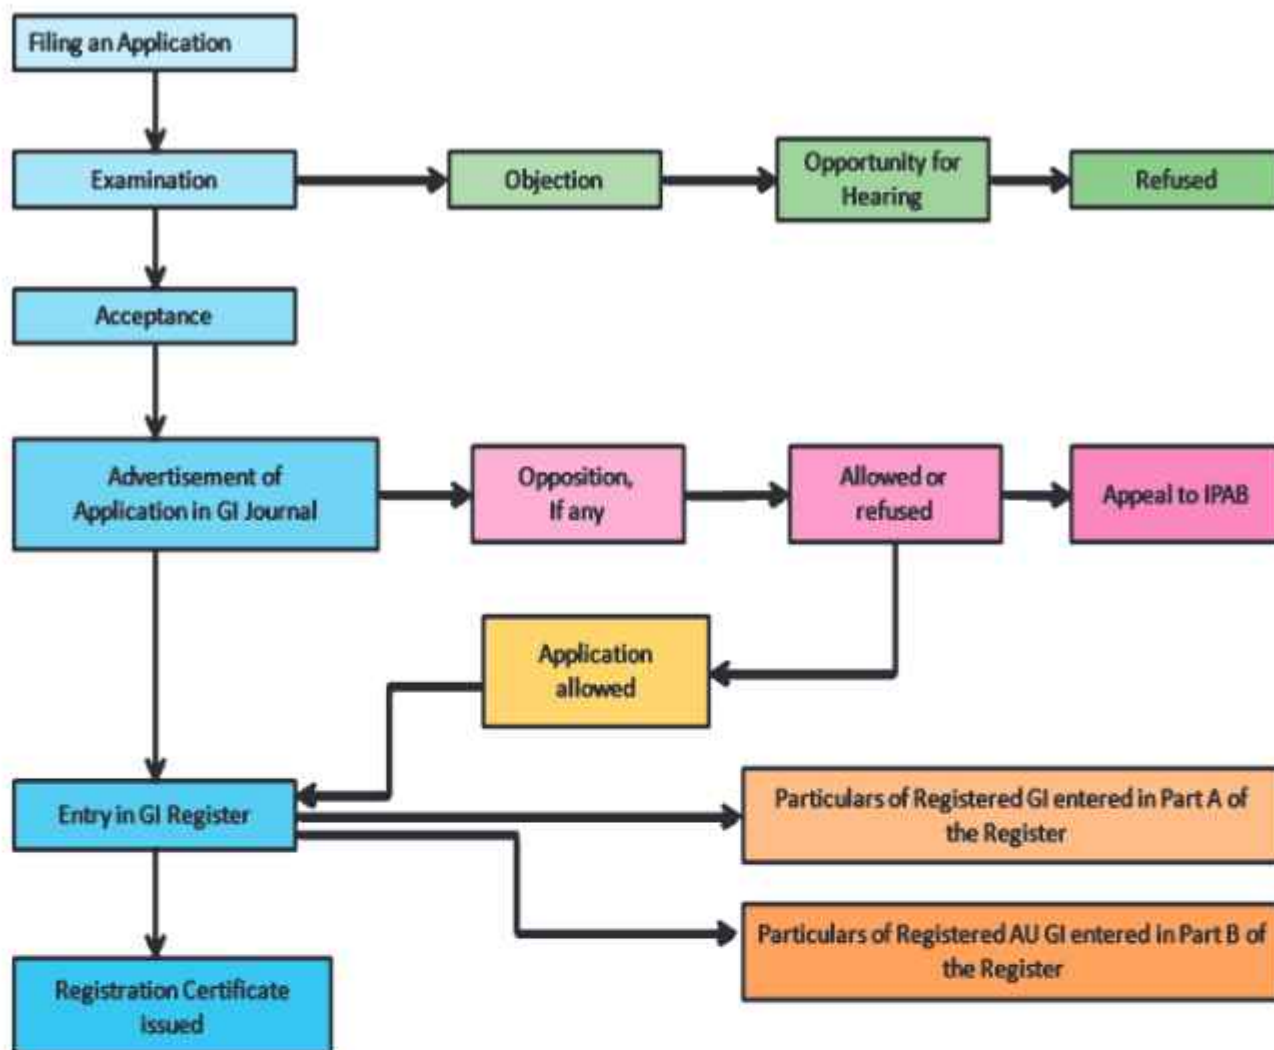 Filing an Application
Examination
Objection
Opportunity for
Hearing
Refused
Acceptance
Advertisement of
Application in GI Journal
Opposition,
If any
Allowed or
refused
Appeal to IPAB
Application
allowed
Entry in GI Register
Particulars of Registered GI entered in Part A of
the Register
Particulars of Registered AU GI entered in Part B of
the Register
Registration Certificate
issued